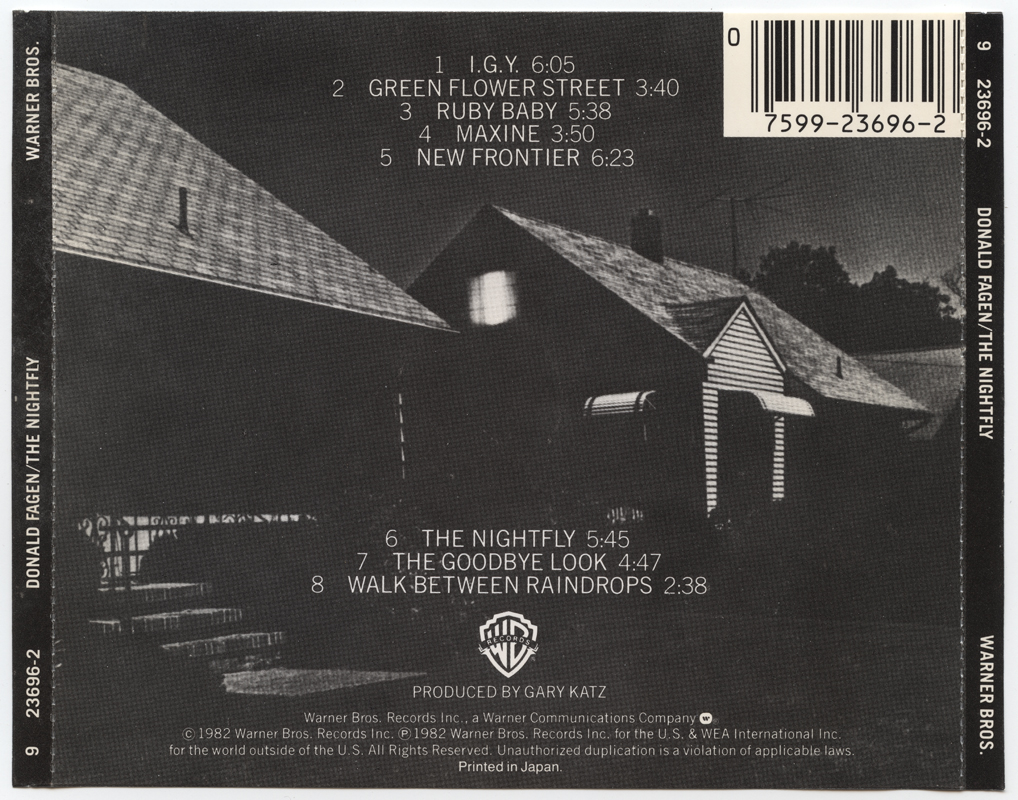 1 I.G.Y. 6:05
2 GREEN FLOWER STREET 3:40
3 RUBY BABY 5:38
4 MAXINE 3:50
5 NEW FRONTIER 6:23
0 7599-23696-2
6 THE NIGHTFLY 5:45
7 THE GOODBYE LOOK 4:47
8 WALK BETWEEN RAINDROPS 2:38
WB
RECORDS
PRODUCED BY GARY KATZ
Warner Bros. Records Inc., a Warner Communications Company
© 1982 Warner Bros. Records Inc. ℗ 1982 Warner Bros. Records Inc. for the U.S. & WEA International Inc.
for the world outside of the U.S. All Rights Reserved. Unauthorized duplication is a violation of applicable laws.
Printed in Japan.
9 23696-2 DONALD FAGEN/THE NIGHTFLY WARNER BROS.
9 23696-2 DONALD FAGEN/THE NIGHTFLY WARNER BROS.